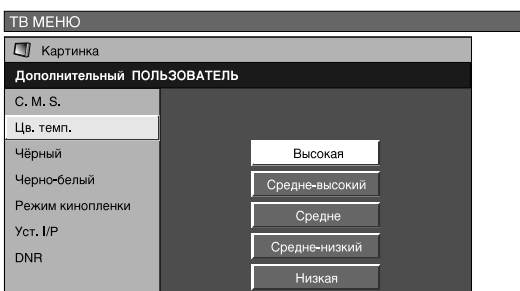 ТВ МЕНЮ
Картинка
Дополнительный ПОЛЬЗОВАТЕЛЬ
C. M. S.
Цв. темп.
Чёрный
Черно-белый
Режим кинопленки
Уст. I/P
DNR
Высокая
Средне-высокий
Средне
Средне-низкий
Низкая